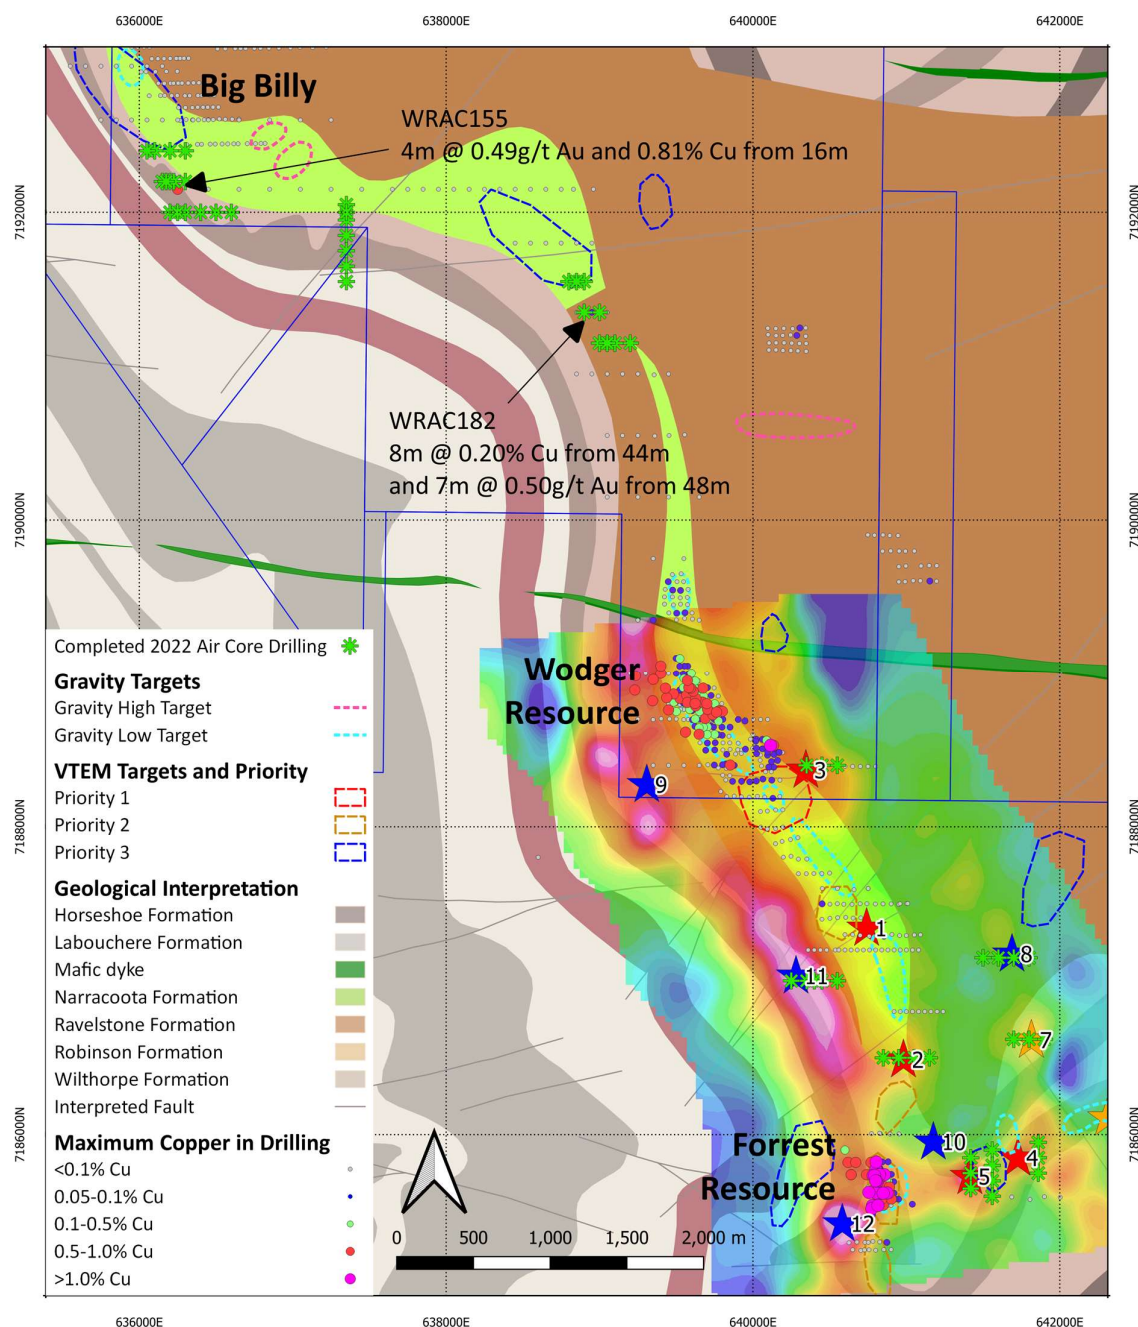 636000E 638000E 640000E 642000E
Big Billy
WRAC155
4m @ 0.49g/t Au and 0.81% Cu from 16m
7192000N 7192000N
WRAC182
8m @ 0.20% Cu from 44m
and 7m @ 0.50g/t Au from 48m
7190000N 7190000N
Wodger
Resource
3
9
7188000N 7188000N
1
8
11
7
2
7186000N 7186000N
Forrest
Resource
10
4
5
12
Completed 2022 Air Core Drilling
Gravity Targets
Gravity High Target
Gravity Low Target
VTEM Targets and Priority
Priority 1
Priority 2
Priority 3
Geological Interpretation
Horseshoe Formation
Labouchere Formation
Mafic dyke
Narracoota Formation
Ravelstone Formation
Robinson Formation
Wilthorpe Formation
Interpreted Fault
Maximum Copper in Drilling
<0.1% Cu
0.05-0.1% Cu
0.1-0.5% Cu
0.5-1.0% Cu
>1.0% Cu
0 500 1,000 1,500 2,000 m
636000E 638000E 640000E 642000E